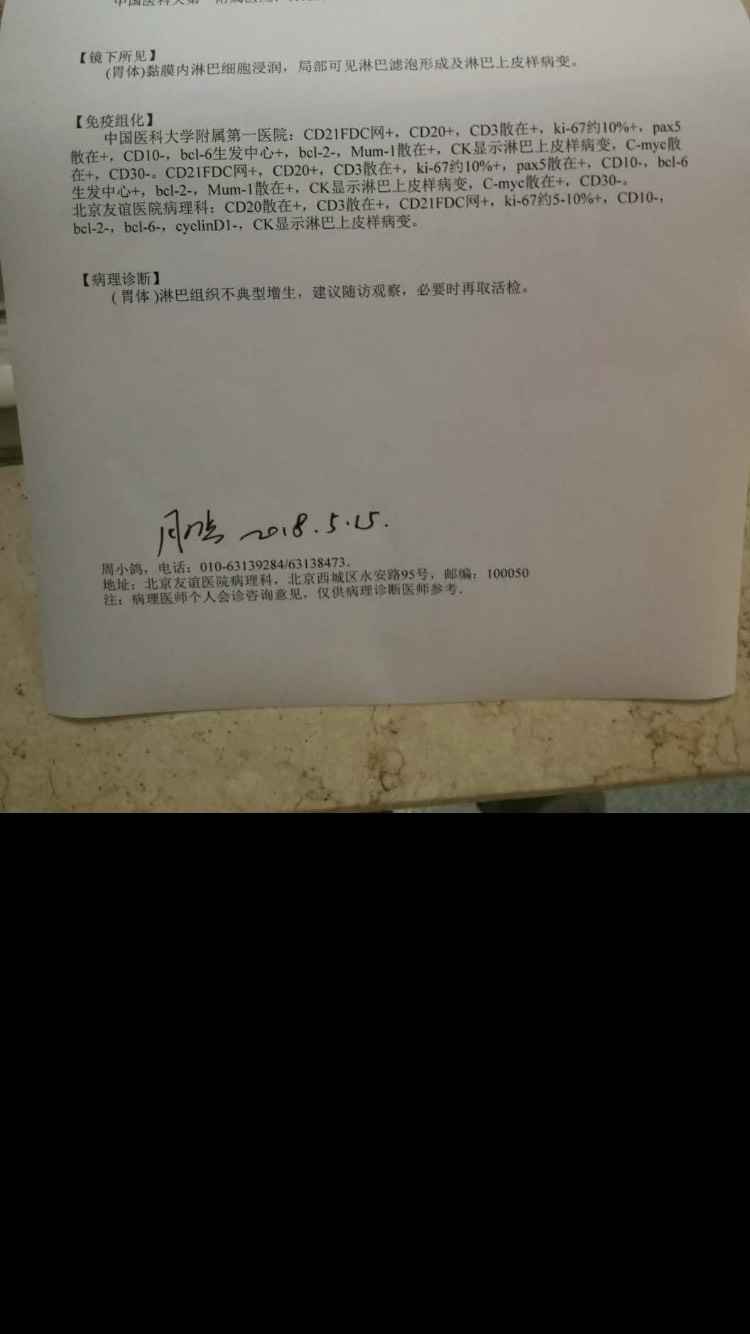 【镜下所见】
(胃体)黏膜内淋巴细胞浸润，局部可见淋巴滤泡形成及淋巴上皮样病变。
【免疫组化】
中国医科大学附属第一医院：CD21FDC网+，CD20+，CD3散在+，ki-67约10%+，pax5
散在+，CD10-，bcl-6生发中心+，bcl-2-，Mum-1散在+，CK显示淋巴上皮样病变，C-myc散
在+，CD30-。CD21FDC网+，CD20+，CD3散在+，ki-67约10%+，pax5散在+，CD10-，bcl-6
生发中心+，bcl-2-，Mum-1散在+，CK显示淋巴上皮样病变，C-myc散在+，CD30-。
北京友谊医院病理科：CD20散在+，CD3散在+，CD21FDC网+，ki-67约5-10%+，CD10-，
bcl-2-，bcl-6-，cyclinD1-，CK显示淋巴上皮样病变。
【病理诊断】
(胃体)淋巴组织不典型增生，建议随访观察，必要时再取活检。
2018.5.25.
周小鸽，电话：010-63139284/63138473.
地址：北京友谊医院病理科，北京西城区永安路95号，邮编：100050
注：病理医师个人会诊咨询意见，仅供病理诊断医师参考.